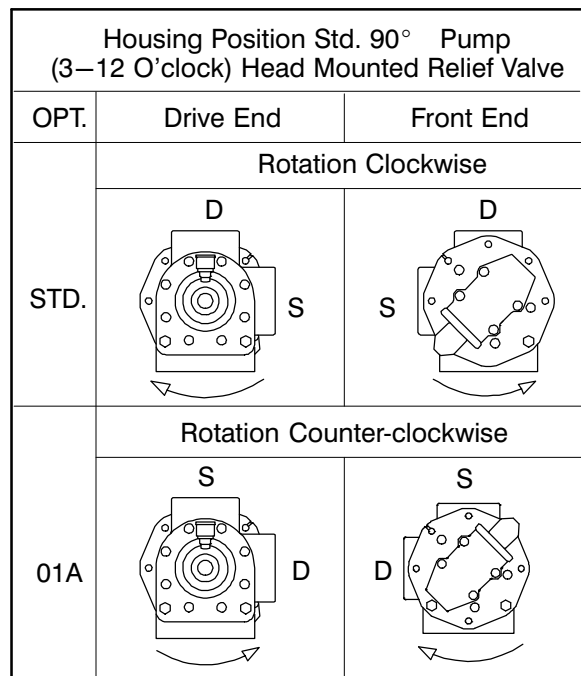 Housing Position Std. 90° Pump
(3–12 O'clock) Head Mounted Relief Valve
OPT. Drive End Front End
Rotation Clockwise
D D
STD. S S
Rotation Counter-clockwise
S S
01A D D